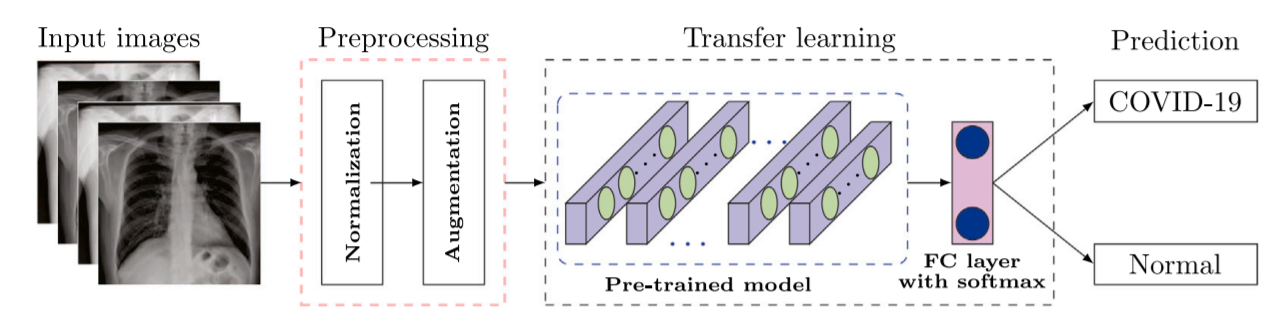 Input images
Preprocessing
Transfer learning
Prediction
Normalization
Augmentation
COVID-19
Normal
Pre-trained model
FC layer
with softmax